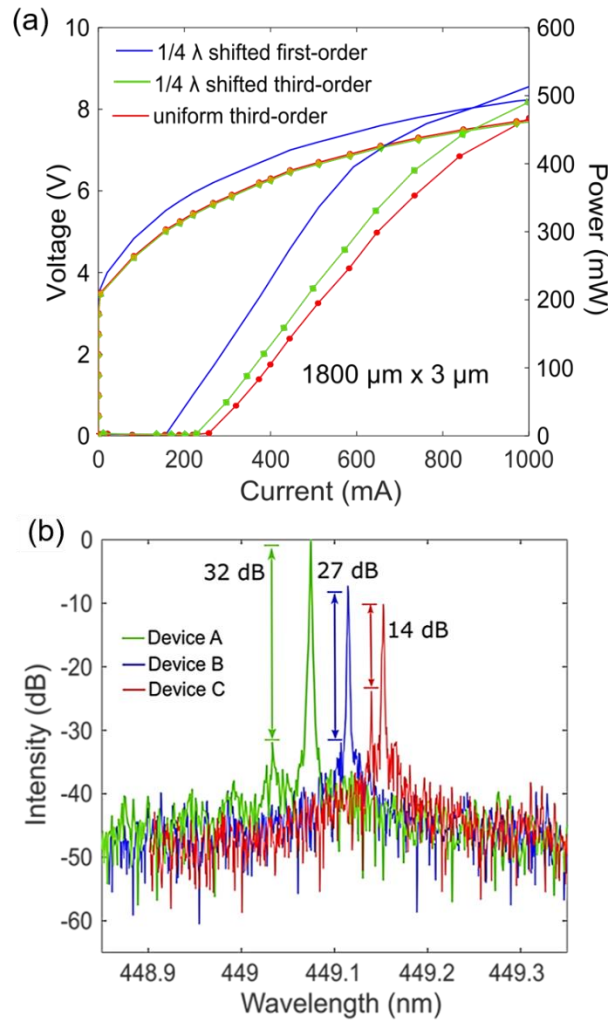 (a)
10
8
6
4
2
0
Voltage (V)
1/4 λ shifted first-order
1/4 λ shifted third-order
uniform third-order
1800 μm x 3 μm
600
500
400
300
200
100
0
Power (mW)
0 200 400 600 800 1000
Current (mA)
(b)
0
-10
-20
-30
-40
-50
-60
Intensity (dB)
32 dB
27 dB
14 dB
Device A
Device B
Device C
448.9 449 449.1 449.2 449.3
Wavelength (nm)